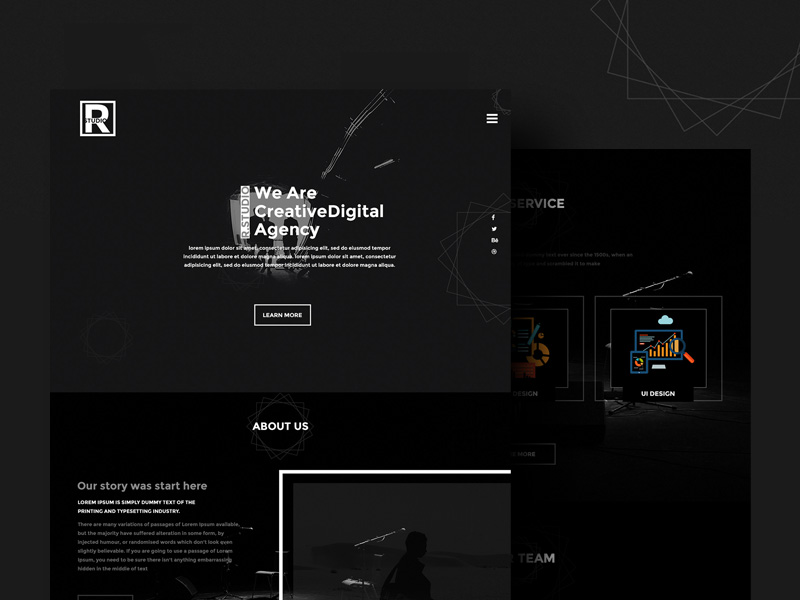 R
STUDIO
R.STUDIO
We Are
CreativeDigital
Agency
lorem ipsum dolor sit amet, consectetur adipisicing elit, sed do eiusmod tempor
incididunt ut labore et dolore magna aliqua. lorem ipsum dolor sit amet, consectetur
adipisicing elit, sed do eiusmod tempor incididunt ut labore et dolore magna aliqua.
LEARN MORE
f
Bē
ABOUT US
Our story was start here
LOREM IPSUM IS SIMPLY DUMMY TEXT OF THE
PRINTING AND TYPESETTING INDUSTRY.
There are many variations of passages of Lorem Ipsum available,
but the majority have suffered alteration in some form, by
injected humour, or randomised words which don't look even
slightly believable. If you are going to use a passage of Lorem
Ipsum, you need to be sure there isn't anything embarrassing
hidden in the middle of text
SERVICE
text ever since the 1500s, when an
scrambled it to make
DESIGN
UI DESIGN
MORE
TEAM